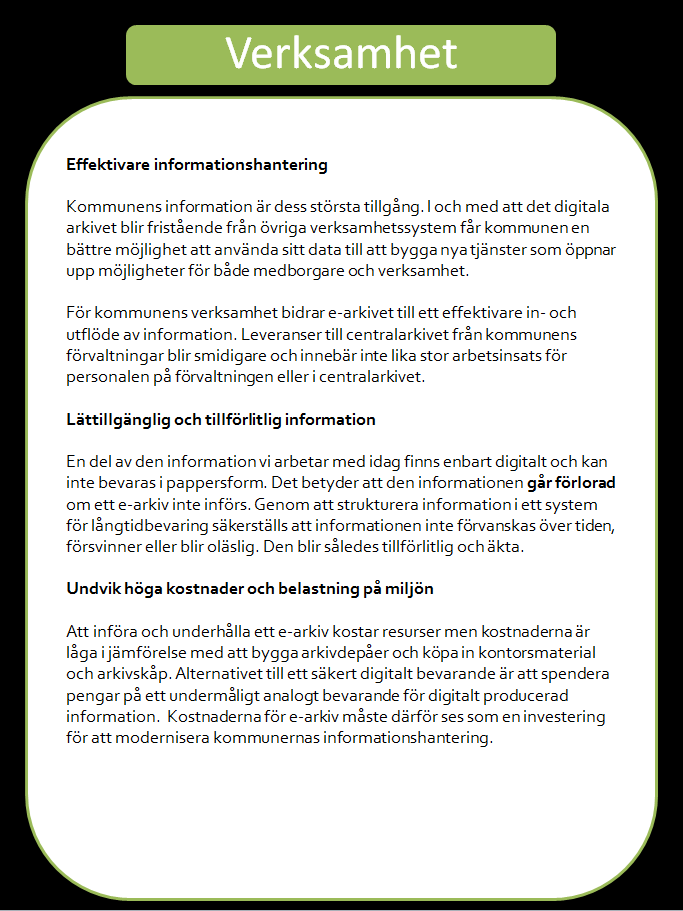 Verksamhet
Effektivare informationshantering
Kommunens information är dess största tillgång. I och med att det digitala
arkivet blir fristående från övriga verksamhetssystem får kommunen en
bättre möjlighet att använda sitt data till att bygga nya tjänster som öppnar
upp möjligheter för både medborgare och verksamhet.
För kommunens verksamhet bidrar e-arkivet till ett effektivare in- och
utflöde av information. Leveranser till centralarkivet från kommunens
förvaltningar blir smidigare och innebär inte lika stor arbetsinsats för
personalen på förvaltningen eller i centralarkivet.
Lättillgänglig och tillförlitlig information
En del av den information vi arbetar med idag finns enbart digitalt och kan
inte bevaras i pappersform. Det betyder att den informationen går förlorad
om ett e-arkiv inte införs. Genom att strukturera information i ett system
för långtidbevaring säkerställs att informationen inte förvanskas över tiden,
försvinner eller blir oläslig. Den blir således tillförlitlig och äkta.
Undvik höga kostnader och belastning på miljön
Att införa och underhålla ett e-arkiv kostar resurser men kostnaderna är
låga i jämförelse med att bygga arkivdepåer och köpa in kontorsmaterial
och arkivskåp. Alternativet till ett säkert digitalt bevarande är att spendera
pengar på ett undermåligt analogt bevarande för digitalt producerad
information.  Kostnaderna för e-arkiv måste därför ses som en investering
för att modernisera kommunernas informationshantering.